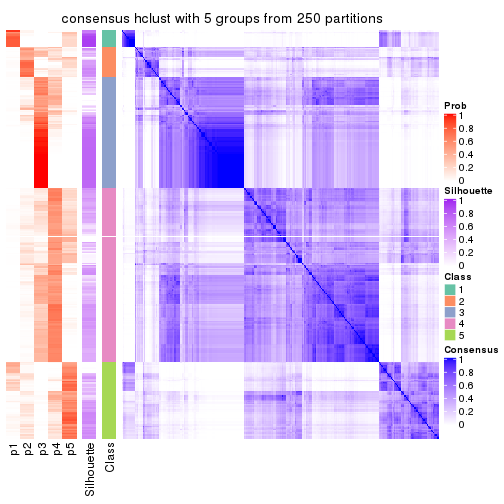 consensus hclust with 5 groups from 250 partitions
Prob
1
0.8
0.6
0.4
0.2
0
Silhouette
1
0.8
0.6
0.4
0.2
0
Class
1
2
3
4
5
Consensus
1
0.8
0.6
0.4
0.2
0
p1
p2
p3
p4
p5
Silhouette
Class